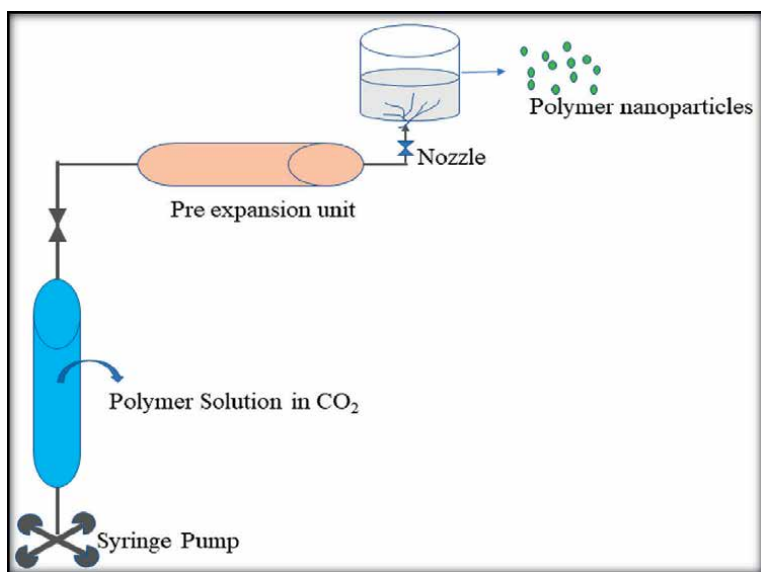 Polymer nanoparticles
Nozzle
Pre expansion unit
Polymer Solution in CO₂
Syringe Pump